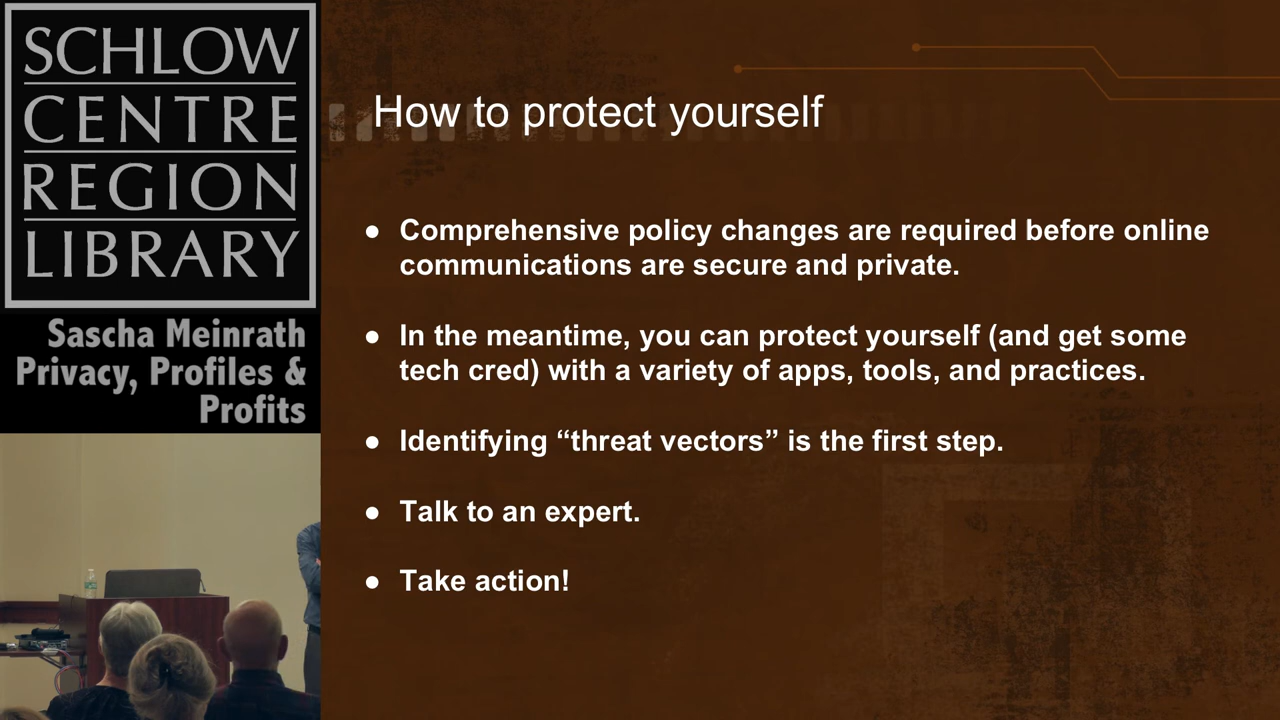 SCHLOW
CENTRE
REGION
LIBRARY
Sascha Meinrath
Privacy, Profiles &
Profits
How to protect yourself
● Comprehensive policy changes are required before online
communications are secure and private.
● In the meantime, you can protect yourself (and get some
tech cred) with a variety of apps, tools, and practices.
● Identifying “threat vectors” is the first step.
● Talk to an expert.
● Take action!